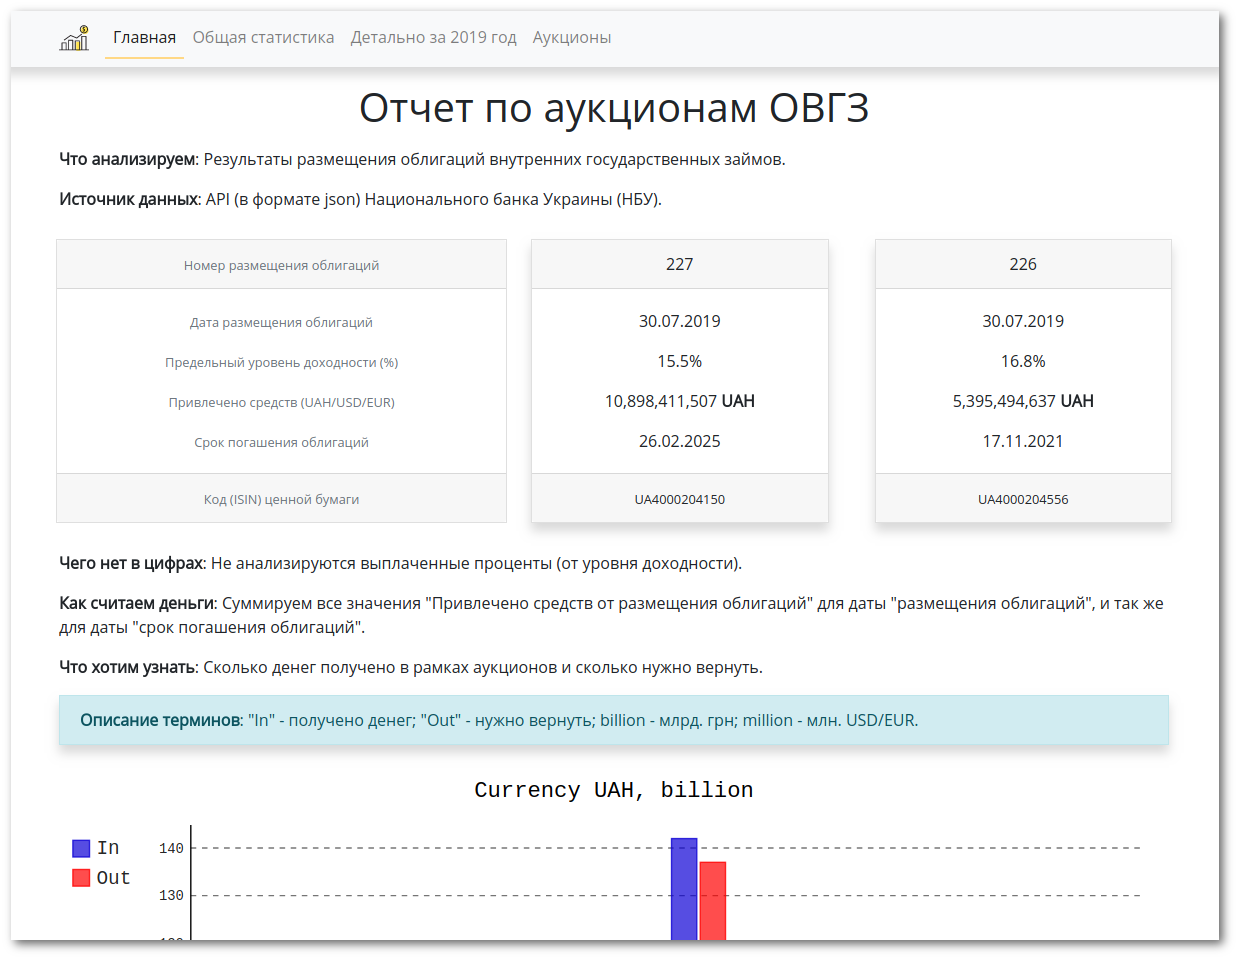 Главная Общая статистика Детально за 2019 год Аукционы
Отчет по аукционам ОВГЗ
Что анализируем: Результаты размещения облигаций внутренних государственных займов.
Источник данных: API (в формате json) Национального банка Украины (НБУ).
Номер размещения облигаций 227 226
Дата размещения облигаций 30.07.2019 30.07.2019
Предельный уровень доходности (%) 15.5% 16.8%
Привлечено средств (UAH/USD/EUR) 10,898,411,507 UAH 5,395,494,637 UAH
Срок погашения облигаций 26.02.2025 17.11.2021
Код (ISIN) ценной бумаги UA4000204150 UA4000204556
Чего нет в цифрах: Не анализируются выплаченные проценты (от уровня доходности).
Как считаем деньги: Суммируем все значения "Привлечено средств от размещения облигаций" для даты "размещения облигаций", и так же
для даты "срок погашения облигаций".
Что хотим узнать: Сколько денег получено в рамках аукционов и сколько нужно вернуть.
Описание терминов: "In" - получено денег; "Out" - нужно вернуть; billion - млрд. грн; million - млн. USD/EUR.
Currency UAH, billion
In 140
Out
130